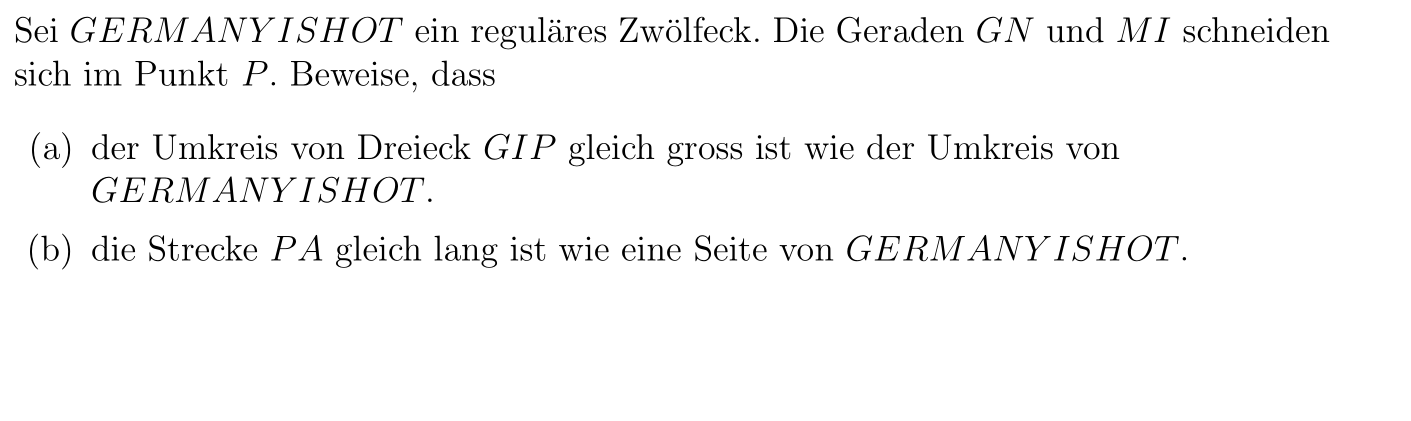 Sei GERMANYISHOT ein reguläres Zwölfeck. Die Geraden GN und MI schneiden
sich im Punkt P. Beweise, dass
(a) der Umkreis von Dreieck GIP gleich gross ist wie der Umkreis von
GERMANYISHOT.
(b) die Strecke PA gleich lang ist wie eine Seite von GERMANYISHOT.